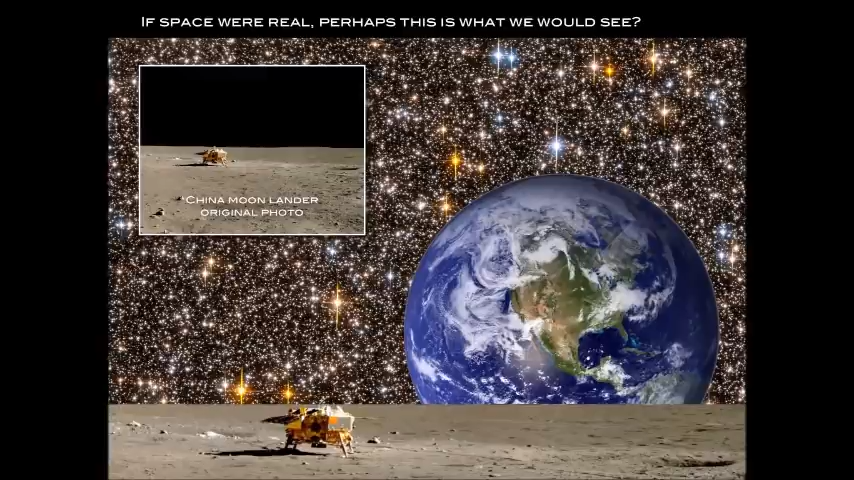 If space were real, perhaps this is what we would see?
*China moon lander
original photo